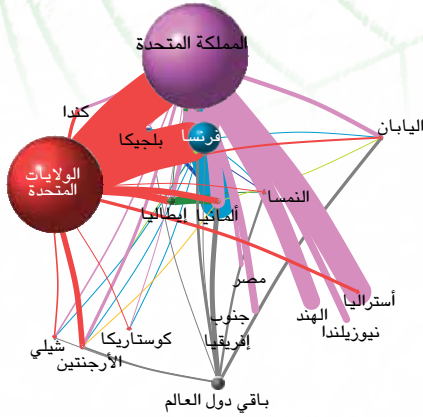 المملكة المتحدة
كندا
اليابان
بلجيكا
فرنسا
الولايات
المتحدة
النمسا
إيطاليا
ألمانيا
مصر
أستراليا
جنوب
إفريقيا
الهند
نيوزيلندا
كوستاريكا
شيلي
الأرجنتين
باقي دول العالم